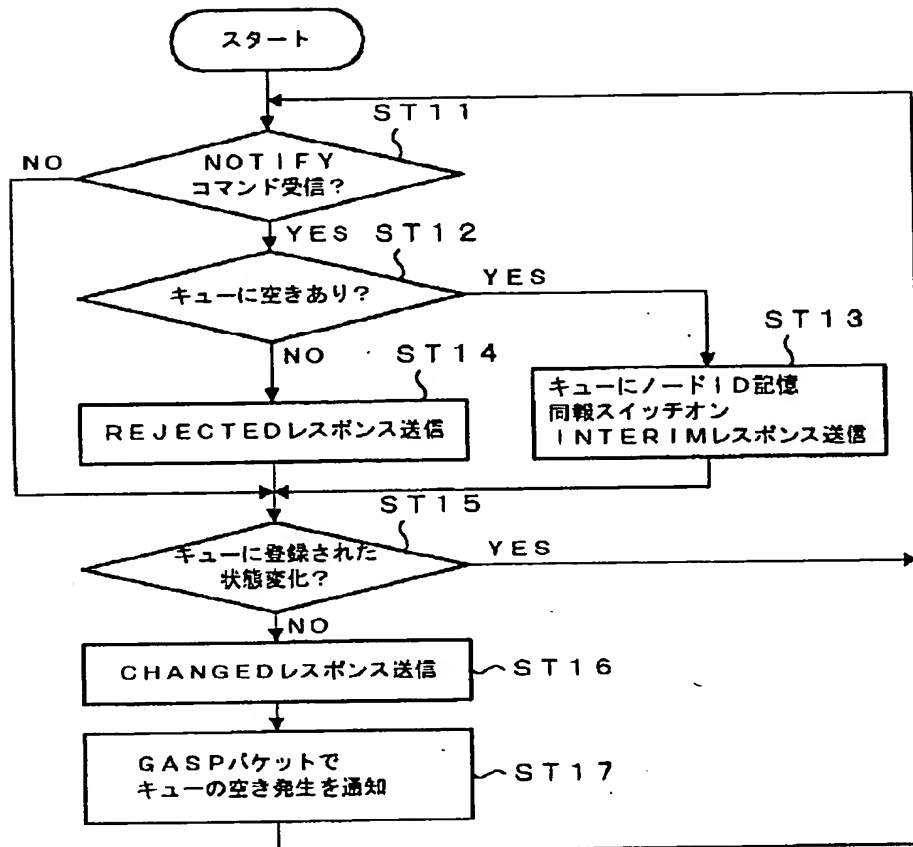 スタート
ST11
NO
NOTIFY
コマンド受信?
YES
ST12
キューに空きあり?
YES
ST13
NO
ST14
キューにノードID記憶
同報スイッチオン
INTERIMレスポンス送信
REJECTEDレスポンス送信
ST15
キューに登録された
状態変化?
YES
NO
CHANGEDレスポンス送信
ST16
GASPパケットで
キューの空き発生を通知
ST17